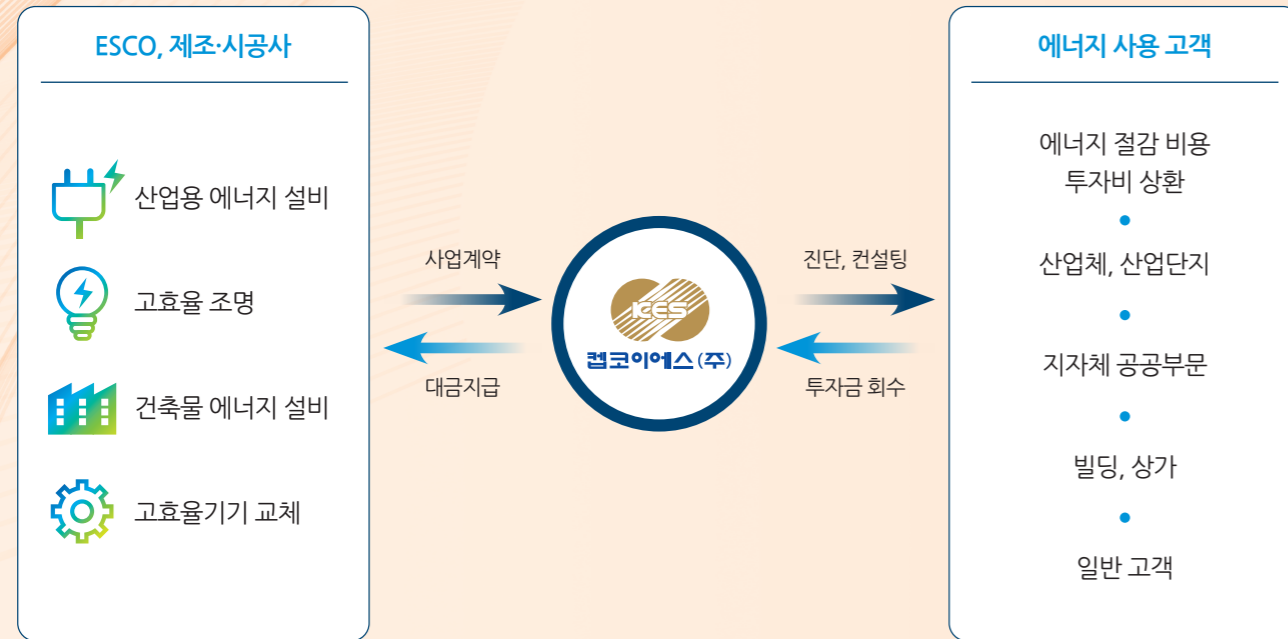 ESCO, 제조·시공사
산업용 에너지 설비
고효율 조명
건축물 에너지 설비
고효율기기 교체
사업계약
대금지급
KES
켑코이에스(주)
진단, 컨설팅
투자금 회수
에너지 사용 고객
에너지 절감 비용
투자비 상환
산업체, 산업단지
지자체 공공부문
빌딩, 상가
일반 고객